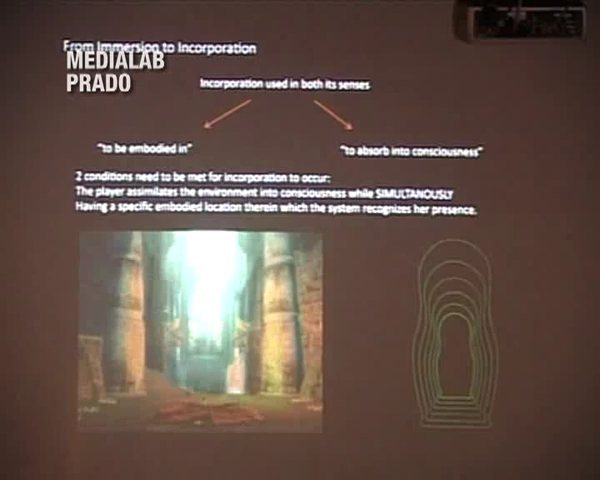 From Immersion to Incorporation
MEDIALAB
PRADO
Incorporation used in both its senses
"to be embodied in"
"to absorb into consciousness"
2 conditions need to be met for incorporation to occur:
The player assimilates the environment into consciousness while SIMULTANOUSLY
Having a specific embodied location therein which the system recognizes her presence.